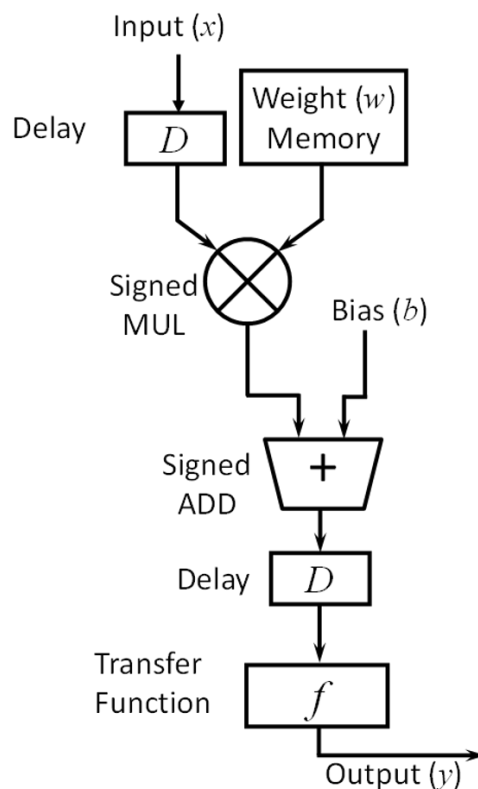 Input (x)
Delay
D
Weight (w)
Memory
Signed
MUL
Bias (b)
Signed
ADD
+
Delay
D
Transfer
Function
f
Output (y)